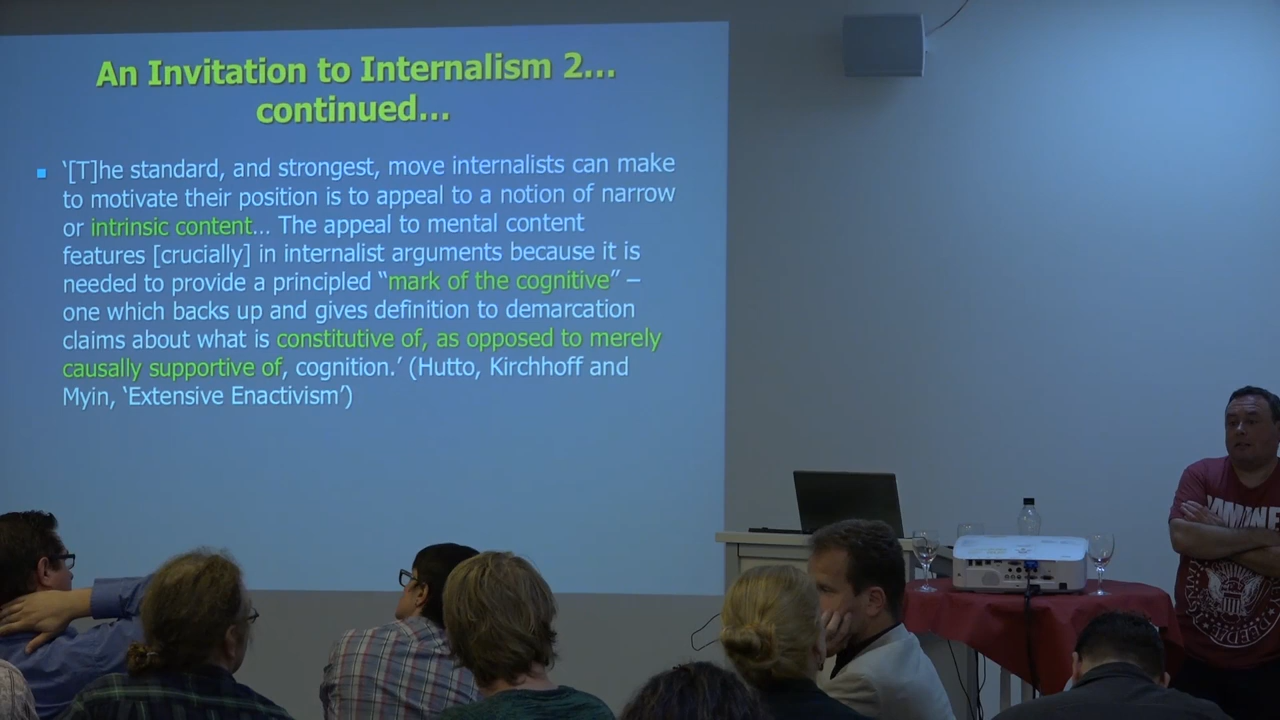 An Invitation to Internalism 2...
continued...
‘[T]he standard, and strongest, move internalists can make
to motivate their position is to appeal to a notion of narrow
or intrinsic content... The appeal to mental content
features [crucially] in internalist arguments because it is
needed to provide a principled “mark of the cognitive” –
one which backs up and gives definition to demarcation
claims about what is constitutive of, as opposed to merely
causally supportive of, cognition.’ (Hutto, Kirchhoff and
Myin, ‘Extensive Enactivism’)